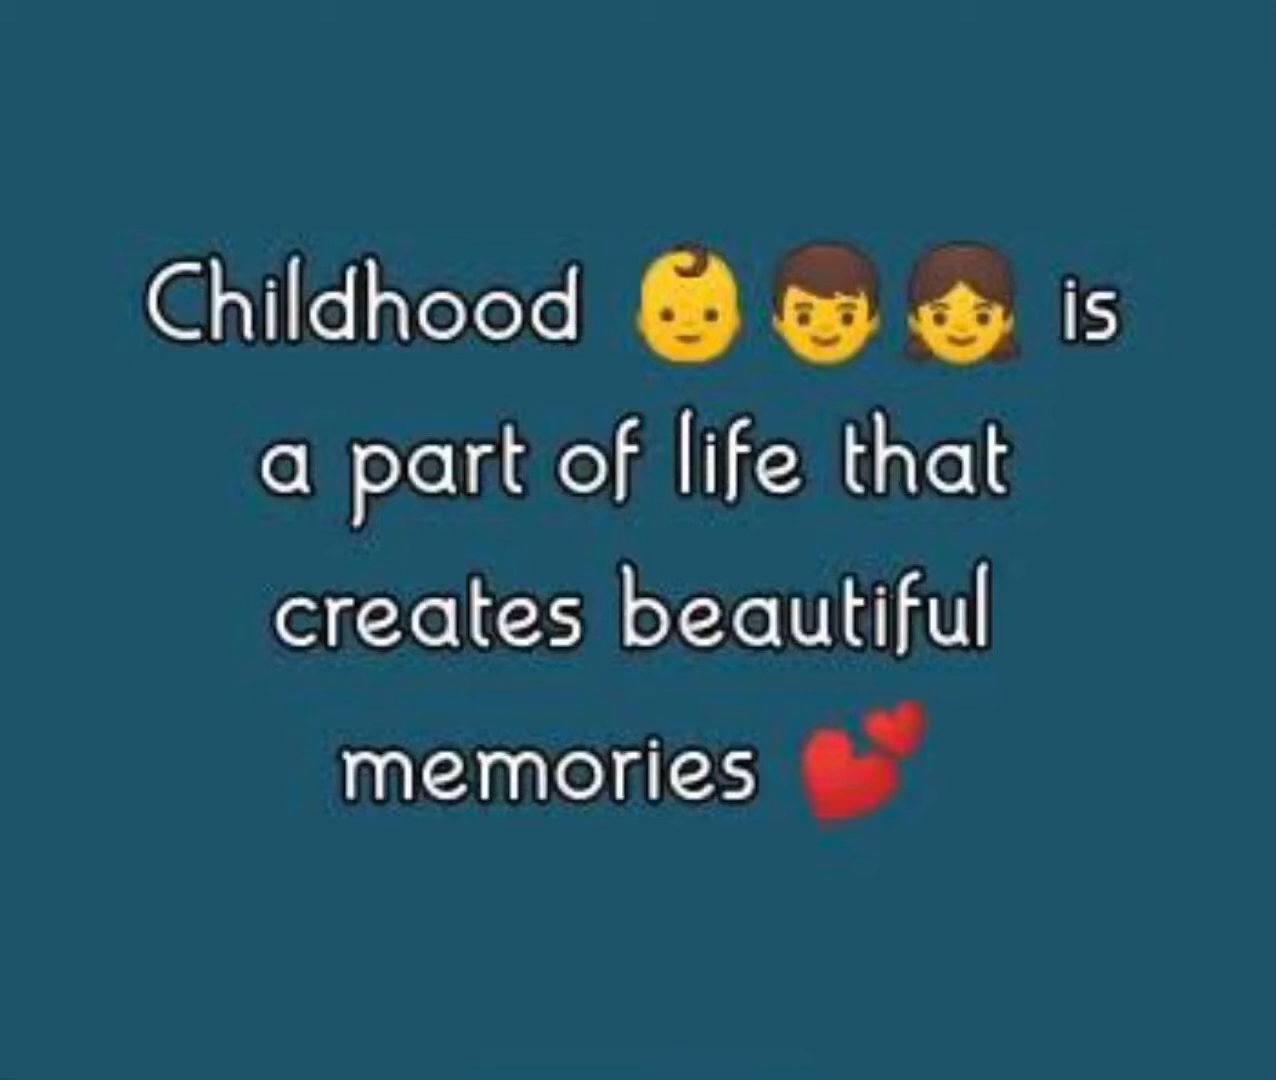 Childhood 👶👦👧 is
a part of life that
creates beautiful
memories 💕